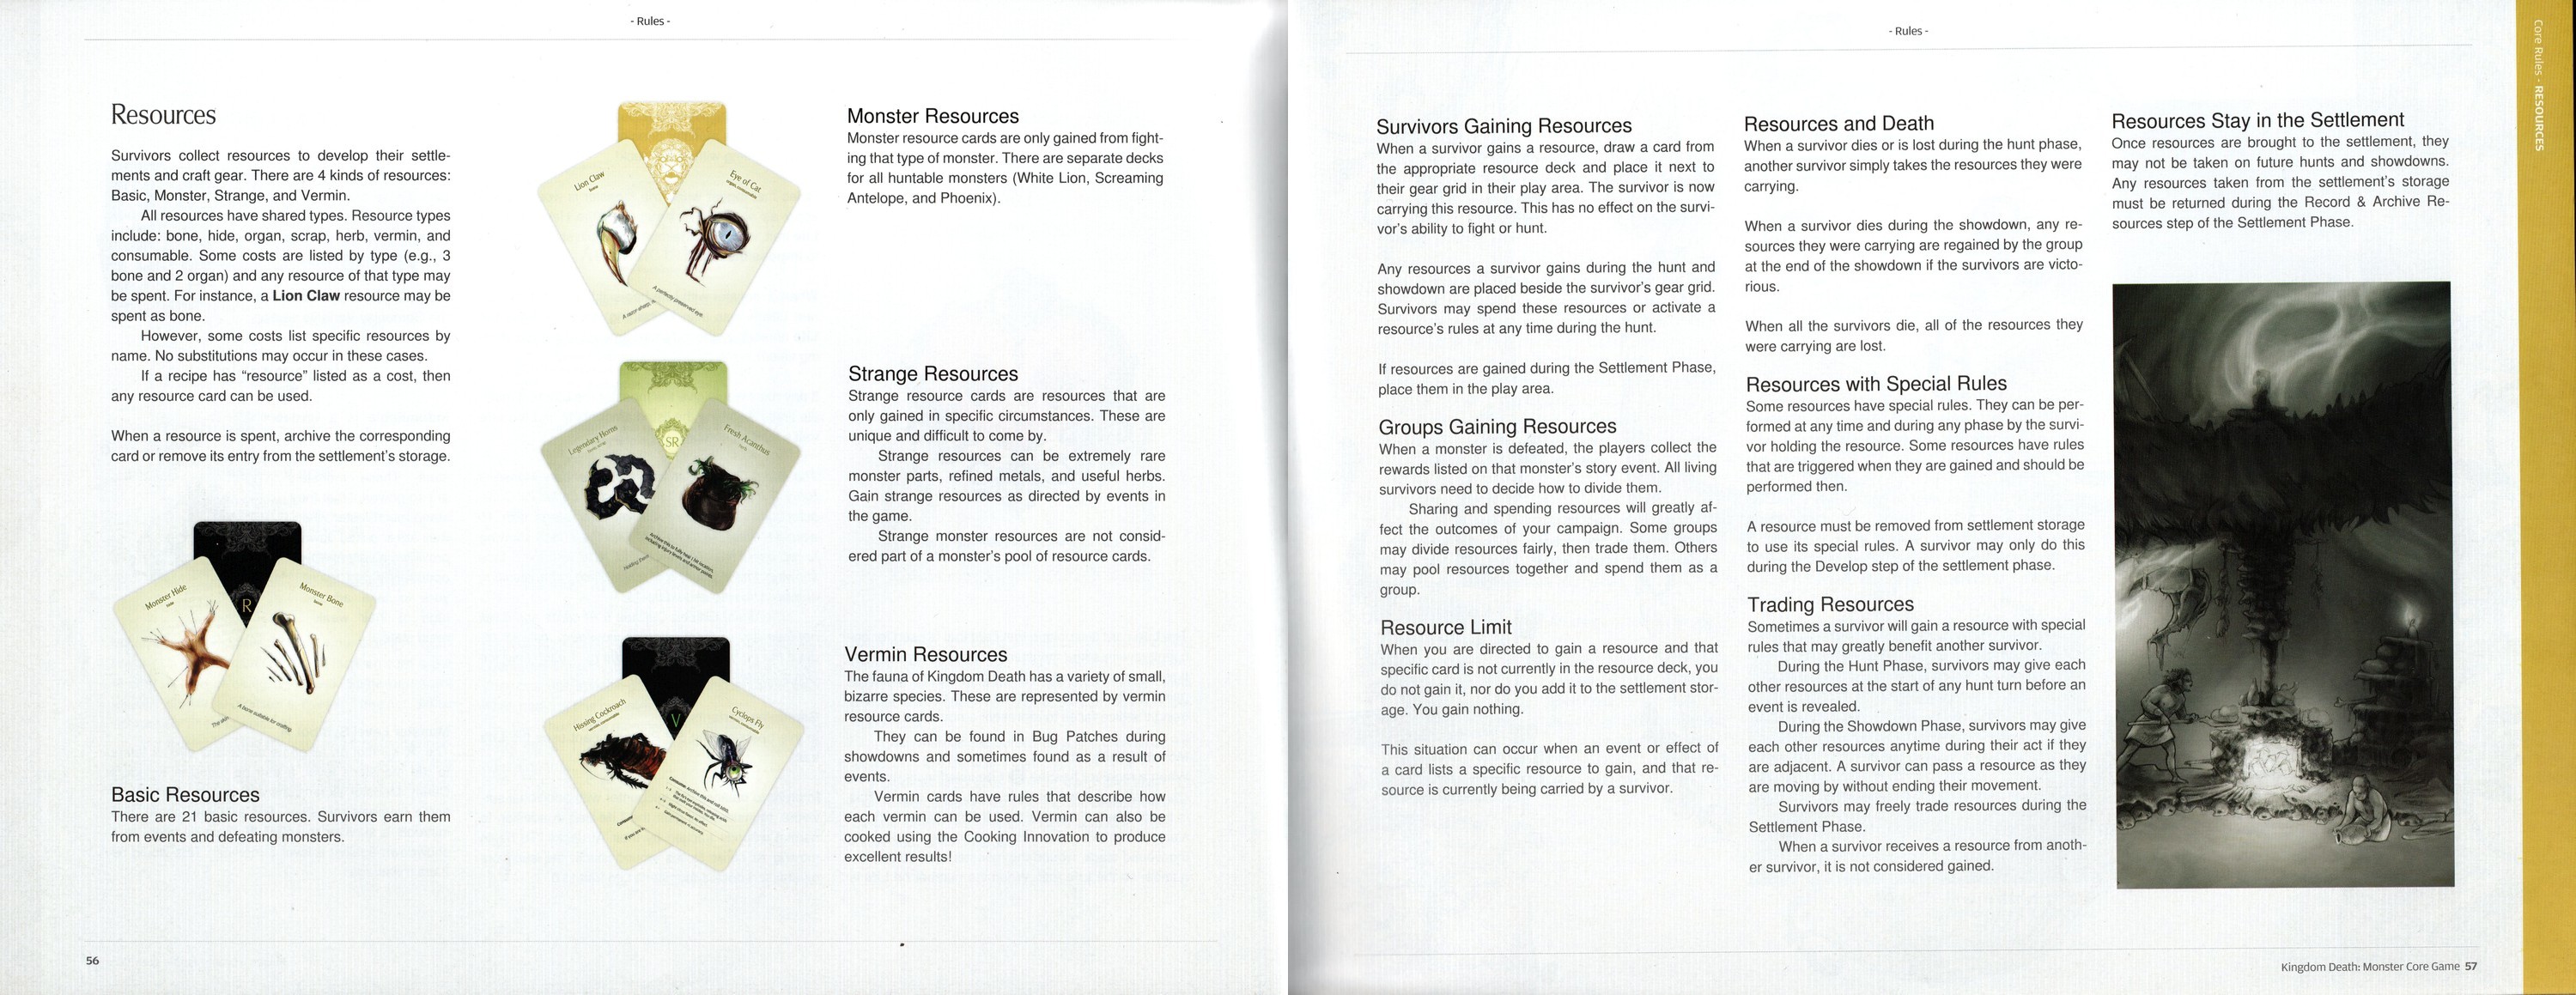 - Rules -
Resources
Survivors collect resources to develop their settle-
ments and craft gear. There are 4 kinds of resources:
Basic, Monster, Strange, and Vermin.
All resources have shared types. Resource types
include: bone, hide, organ, scrap, herb, vermin, and
consumable. Some costs are listed by type (e.g., 3
bone and 2 organ) and any resource of that type may
be spent. For instance, a Lion Claw resource may be
spent as bone.
However, some costs list specific resources by
name. No substitutions may occur in these cases.
If a recipe has “resource” listed as a cost, then
any resource card can be used.
When a resource is spent, archive the corresponding
card or remove its entry from the settlement's storage.
Monster Hide
hide
R
Monster Bone
bone
The skin
A bone suitable for crafting.
Basic Resources
There are 21 basic resources. Survivors earn them
from events and defeating monsters.
Lion Claw
bone
Eye of Cat
organ, consumable
A perfectly preserved eye.
Legendary Horns
SR
Fresh Acanthus
Hissing Cockroach
V
Cyclops Fly
Monster Resources
Monster resource cards are only gained from fight-
ing that type of monster. There are separate decks
for all huntable monsters (White Lion, Screaming
Antelope, and Phoenix).
Strange Resources
Strange resource cards are resources that are
only gained in specific circumstances. These are
unique and difficult to come by.
Strange resources can be extremely rare
monster parts, refined metals, and useful herbs.
Gain strange resources as directed by events in
the game.
Strange monster resources are not consid-
ered part of a monster's pool of resource cards.
Vermin Resources
The fauna of Kingdom Death has a variety of small,
bizarre species. These are represented by vermin
resource cards.
They can be found in Bug Patches during
showdowns and sometimes found as a result of
events.
Vermin cards have rules that describe how
each vermin can be used. Vermin can also be
cooked using the Cooking Innovation to produce
excellent results!
56
- Rules -
Survivors Gaining Resources
When a survivor gains a resource, draw a card from
the appropriate resource deck and place it next to
their gear grid in their play area. The survivor is now
carrying this resource. This has no effect on the survi-
vor's ability to fight or hunt.
Any resources a survivor gains during the hunt and
showdown are placed beside the survivor's gear grid.
Survivors may spend these resources or activate a
resource's rules at any time during the hunt.
If resources are gained during the Settlement Phase,
place them in the play area.
Groups Gaining Resources
When a monster is defeated, the players collect the
rewards listed on that monster's story event. All living
survivors need to decide how to divide them.
Sharing and spending resources will greatly af-
fect the outcomes of your campaign. Some groups
may divide resources fairly, then trade them. Others
may pool resources together and spend them as a
group.
Resource Limit
When you are directed to gain a resource and that
specific card is not currently in the resource deck, you
do not gain it, nor do you add it to the settlement stor-
age. You gain nothing.
This situation can occur when an event or effect of
a card lists a specific resource to gain, and that re-
source is currently being carried by a survivor.
Resources and Death
When a survivor dies or is lost during the hunt phase,
another survivor simply takes the resources they were
carrying.
When a survivor dies during the showdown, any re-
sources they were carrying are regained by the group
at the end of the showdown if the survivors are victo-
rious.
When all the survivors die, all of the resources they
were carrying are lost.
Resources with Special Rules
Some resources have special rules. They can be per-
formed at any time and during any phase by the survi-
vor holding the resource. Some resources have rules
that are triggered when they are gained and should be
performed then.
A resource must be removed from settlement storage
to use its special rules. A survivor may only do this
during the Develop step of the settlement phase.
Trading Resources
Sometimes a survivor will gain a resource with special
rules that may greatly benefit another survivor.
During the Hunt Phase, survivors may give each
other resources at the start of any hunt turn before an
event is revealed.
During the Showdown Phase, survivors may give
each other resources anytime during their act if they
are adjacent. A survivor can pass a resource as they
are moving by without ending their movement.
Survivors may freely trade resources during the
Settlement Phase.
When a survivor receives a resource from anoth-
er survivor, it is not considered gained.
Resources Stay in the Settlement
Once resources are brought to the settlement, they
may not be taken on future hunts and showdowns.
Any resources taken from the settlement's storage
must be returned during the Record & Archive Re-
sources step of the Settlement Phase.
Core Rules - RESOURCES
Kingdom Death: Monster Core Game 57